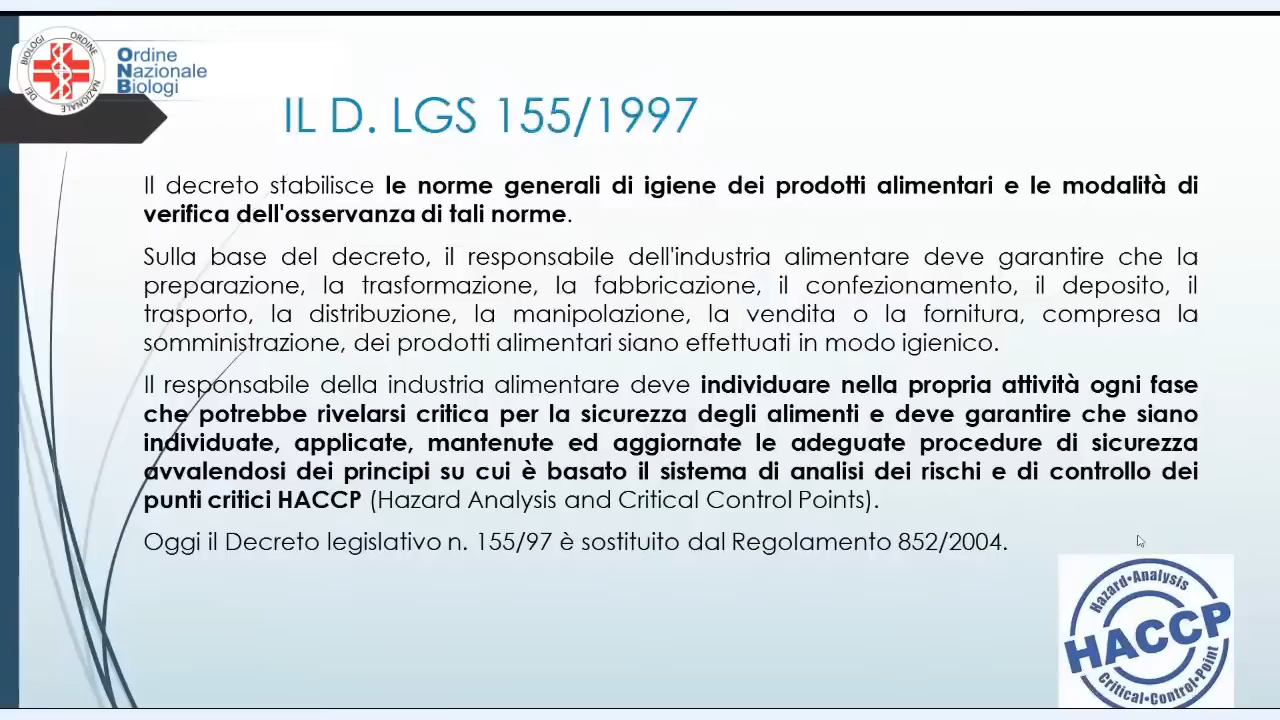 ORDINE NAZIONALE DEI BIOLOGI
Ordine
Nazionale
Biologi
IL D. LGS 155/1997
Il decreto stabilisce le norme generali di igiene dei prodotti alimentari e le modalità di
verifica dell'osservanza di tali norme.
Sulla base del decreto, il responsabile dell'industria alimentare deve garantire che la
preparazione, la trasformazione, la fabbricazione, il confezionamento, il deposito, il
trasporto, la distribuzione, la manipolazione, la vendita o la fornitura, compresa la
somministrazione, dei prodotti alimentari siano effettuati in modo igienico.
Il responsabile della industria alimentare deve individuare nella propria attività ogni fase
che potrebbe rivelarsi critica per la sicurezza degli alimenti e deve garantire che siano
individuate, applicate, mantenute ed aggiornate le adeguate procedure di sicurezza
avvalendosi dei principi su cui è basato il sistema di analisi dei rischi e di controllo dei
punti critici HACCP (Hazard Analysis and Critical Control Points).
Oggi il Decreto legislativo n. 155/97 è sostituito dal Regolamento 852/2004.
Hazard•Analysis
HACCP
Critical•Control•Point